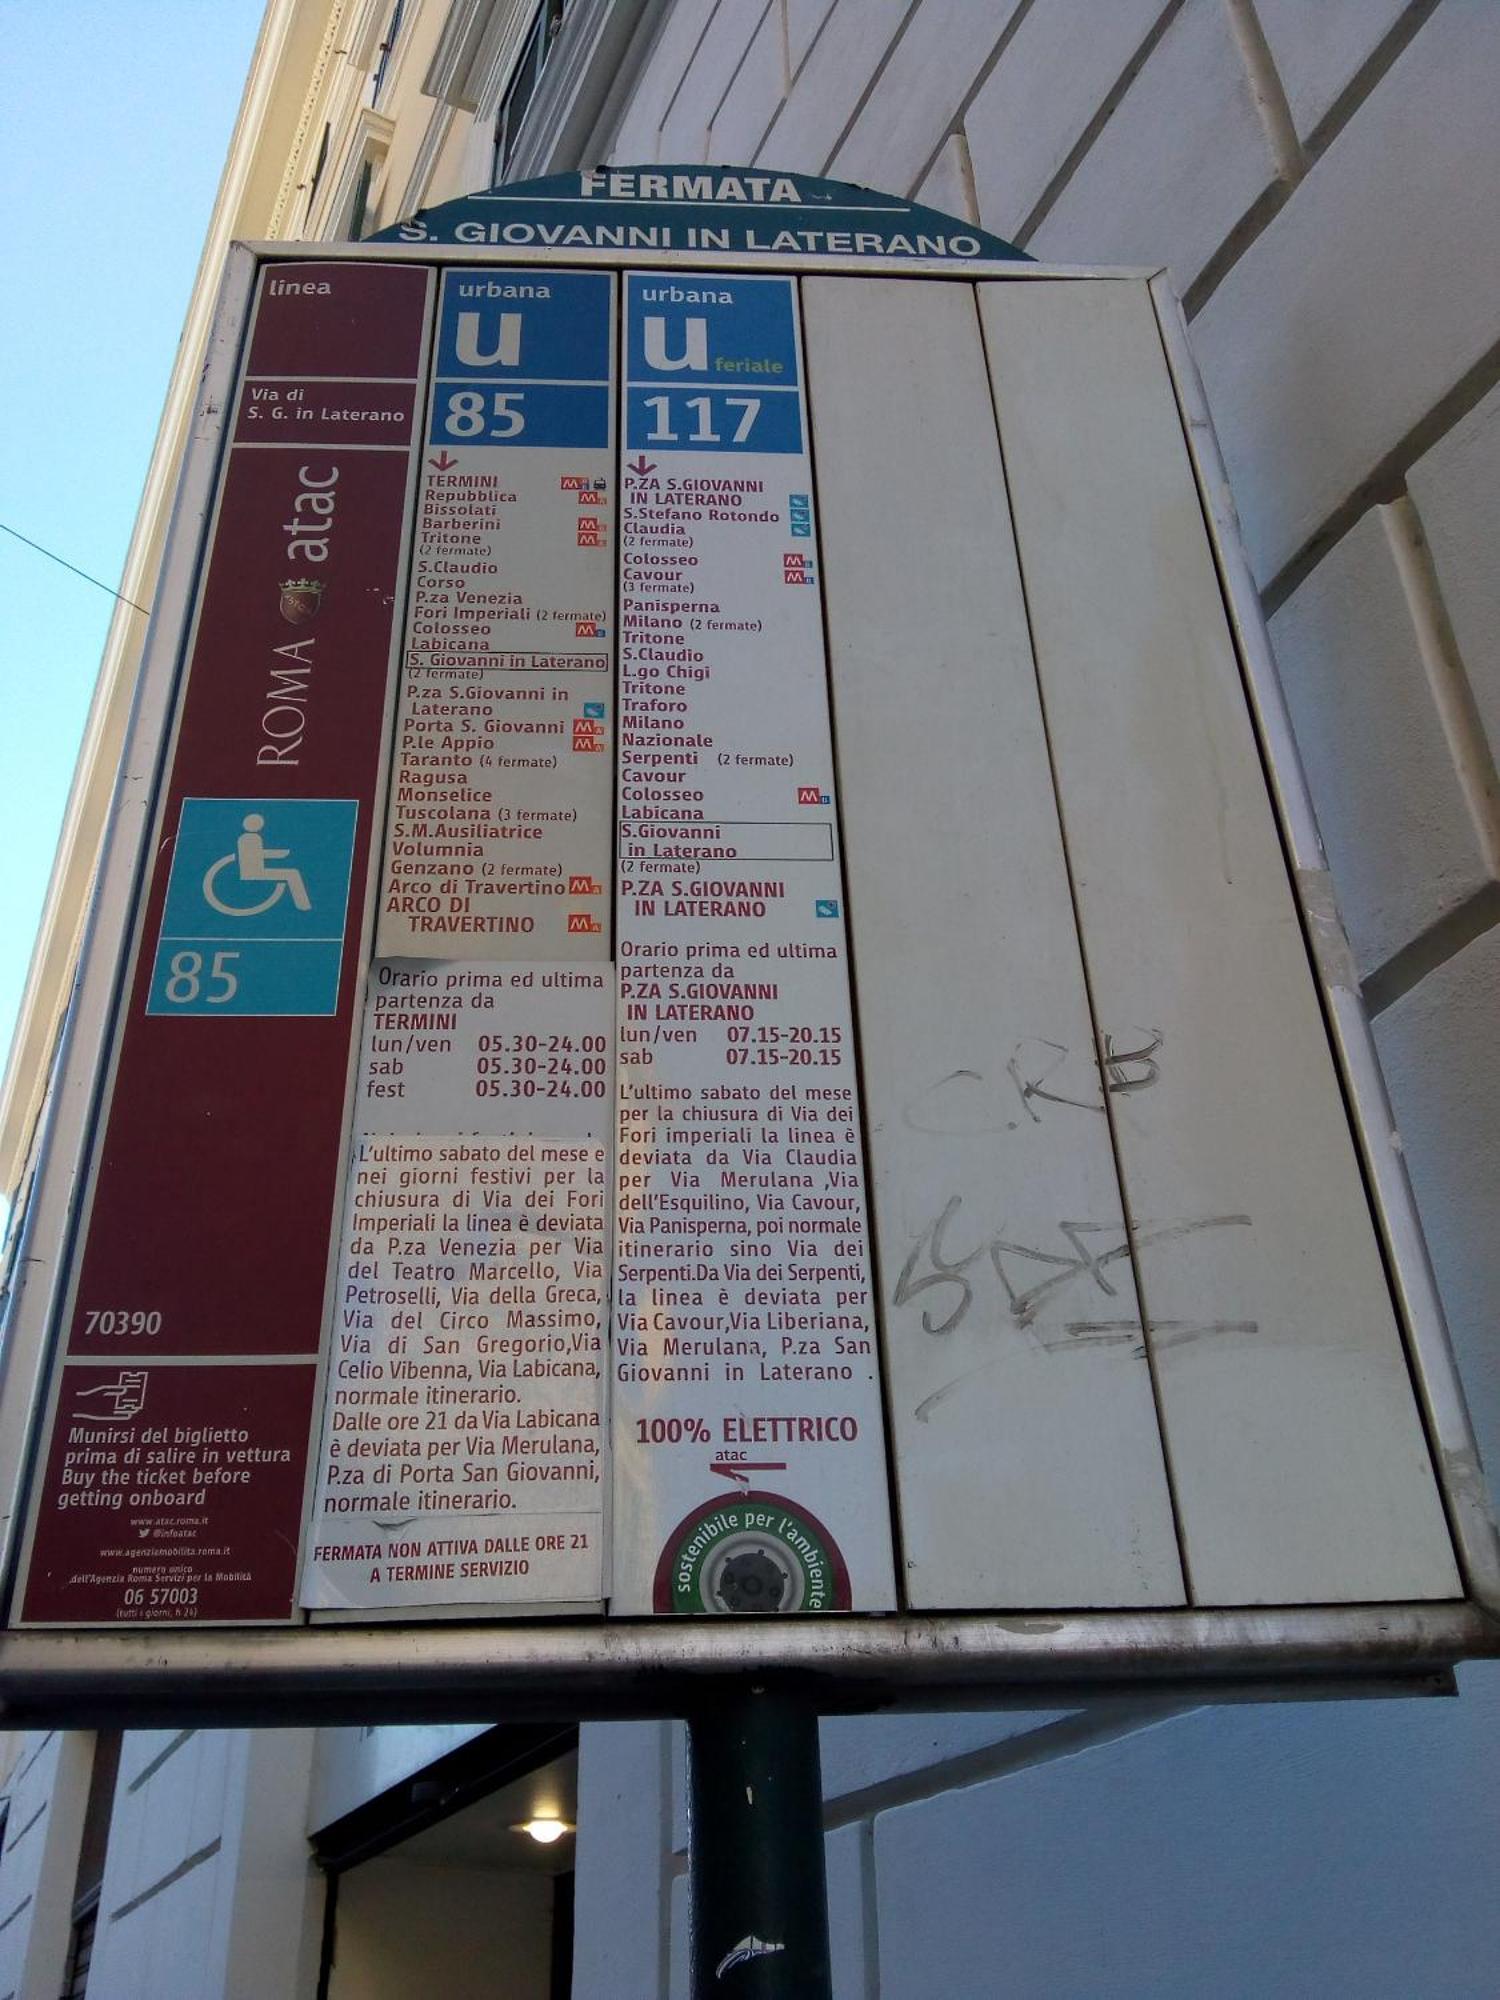 FERMATA
S. GIOVANNI IN LATERANO
linea
Via di
S. G. in Laterano
ROMA atac
85
70390
Munirsi del biglietto
prima di salire in vettura
Buy the ticket before
getting onboard
www.atac.roma.it
@infoatac
www.agenziamobilita.roma.it
numero unico
dell'Agenzia Roma Servizi per la Mobilità
06 57003
(tutti i giorni, h 24)
urbana
u
85
TERMINI
Repubblica
Bissolati
Barberini
Tritone
(2 fermate)
S.Claudio
Corso
P.za Venezia
Fori Imperiali (2 fermate)
Colosseo
Labicana
S. Giovanni in Laterano
(2 fermate)
P.za S.Giovanni in
Laterano
Porta S. Giovanni
P.le Appio
Taranto (4 fermate)
Ragusa
Monselice
Tuscolana (3 fermate)
S.M.Ausiliatrice
Volumnia
Genzano (2 fermate)
Arco di Travertino
ARCO DI
TRAVERTINO
Orario prima ed ultima
partenza da
TERMINI
lun/ven 05.30-24.00
sab 05.30-24.00
fest 05.30-24.00
L'ultimo sabato del mese e
nei giorni festivi per la
chiusura di Via dei Fori
Imperiali la linea è deviata
da P.za Venezia per Via
del Teatro Marcello, Via
Petroselli, Via della Greca,
Via del Circo Massimo,
Via di San Gregorio,Via
Celio Vibenna, Via Labicana,
normale itinerario.
Dalle ore 21 da Via Labicana
è deviata per Via Merulana,
P.za di Porta San Giovanni,
normale itinerario.
FERMATA NON ATTIVA DALLE ORE 21
A TERMINE SERVIZIO
urbana
u feriale
117
P.ZA S.GIOVANNI
IN LATERANO
S.Stefano Rotondo
Claudia
(2 fermate)
Colosseo
Cavour
(3 fermate)
Panisperna
Milano (2 fermate)
Tritone
S.Claudio
L.go Chigi
Tritone
Traforo
Milano
Nazionale
Serpenti (2 fermate)
Cavour
Colosseo
Labicana
S.Giovanni
in Laterano
(2 fermate)
P.ZA S.GIOVANNI
IN LATERANO
Orario prima ed ultima
partenza da
P.ZA S.GIOVANNI
IN LATERANO
lun/ven 07.15-20.15
sab 07.15-20.15
L'ultimo sabato del mese
per la chiusura di Via dei
Fori imperiali la linea è
deviata da Via Claudia
per Via Merulana ,Via
dell'Esquilino, Via Cavour,
Via Panisperna, poi normale
itinerario sino Via dei
Serpenti.Da Via dei Serpenti,
la linea è deviata per
Via Cavour,Via Liberiana,
Via Merulana, P.za San
Giovanni in Laterano .
100% ELETTRICO
atac
sostenibile per l'ambiente